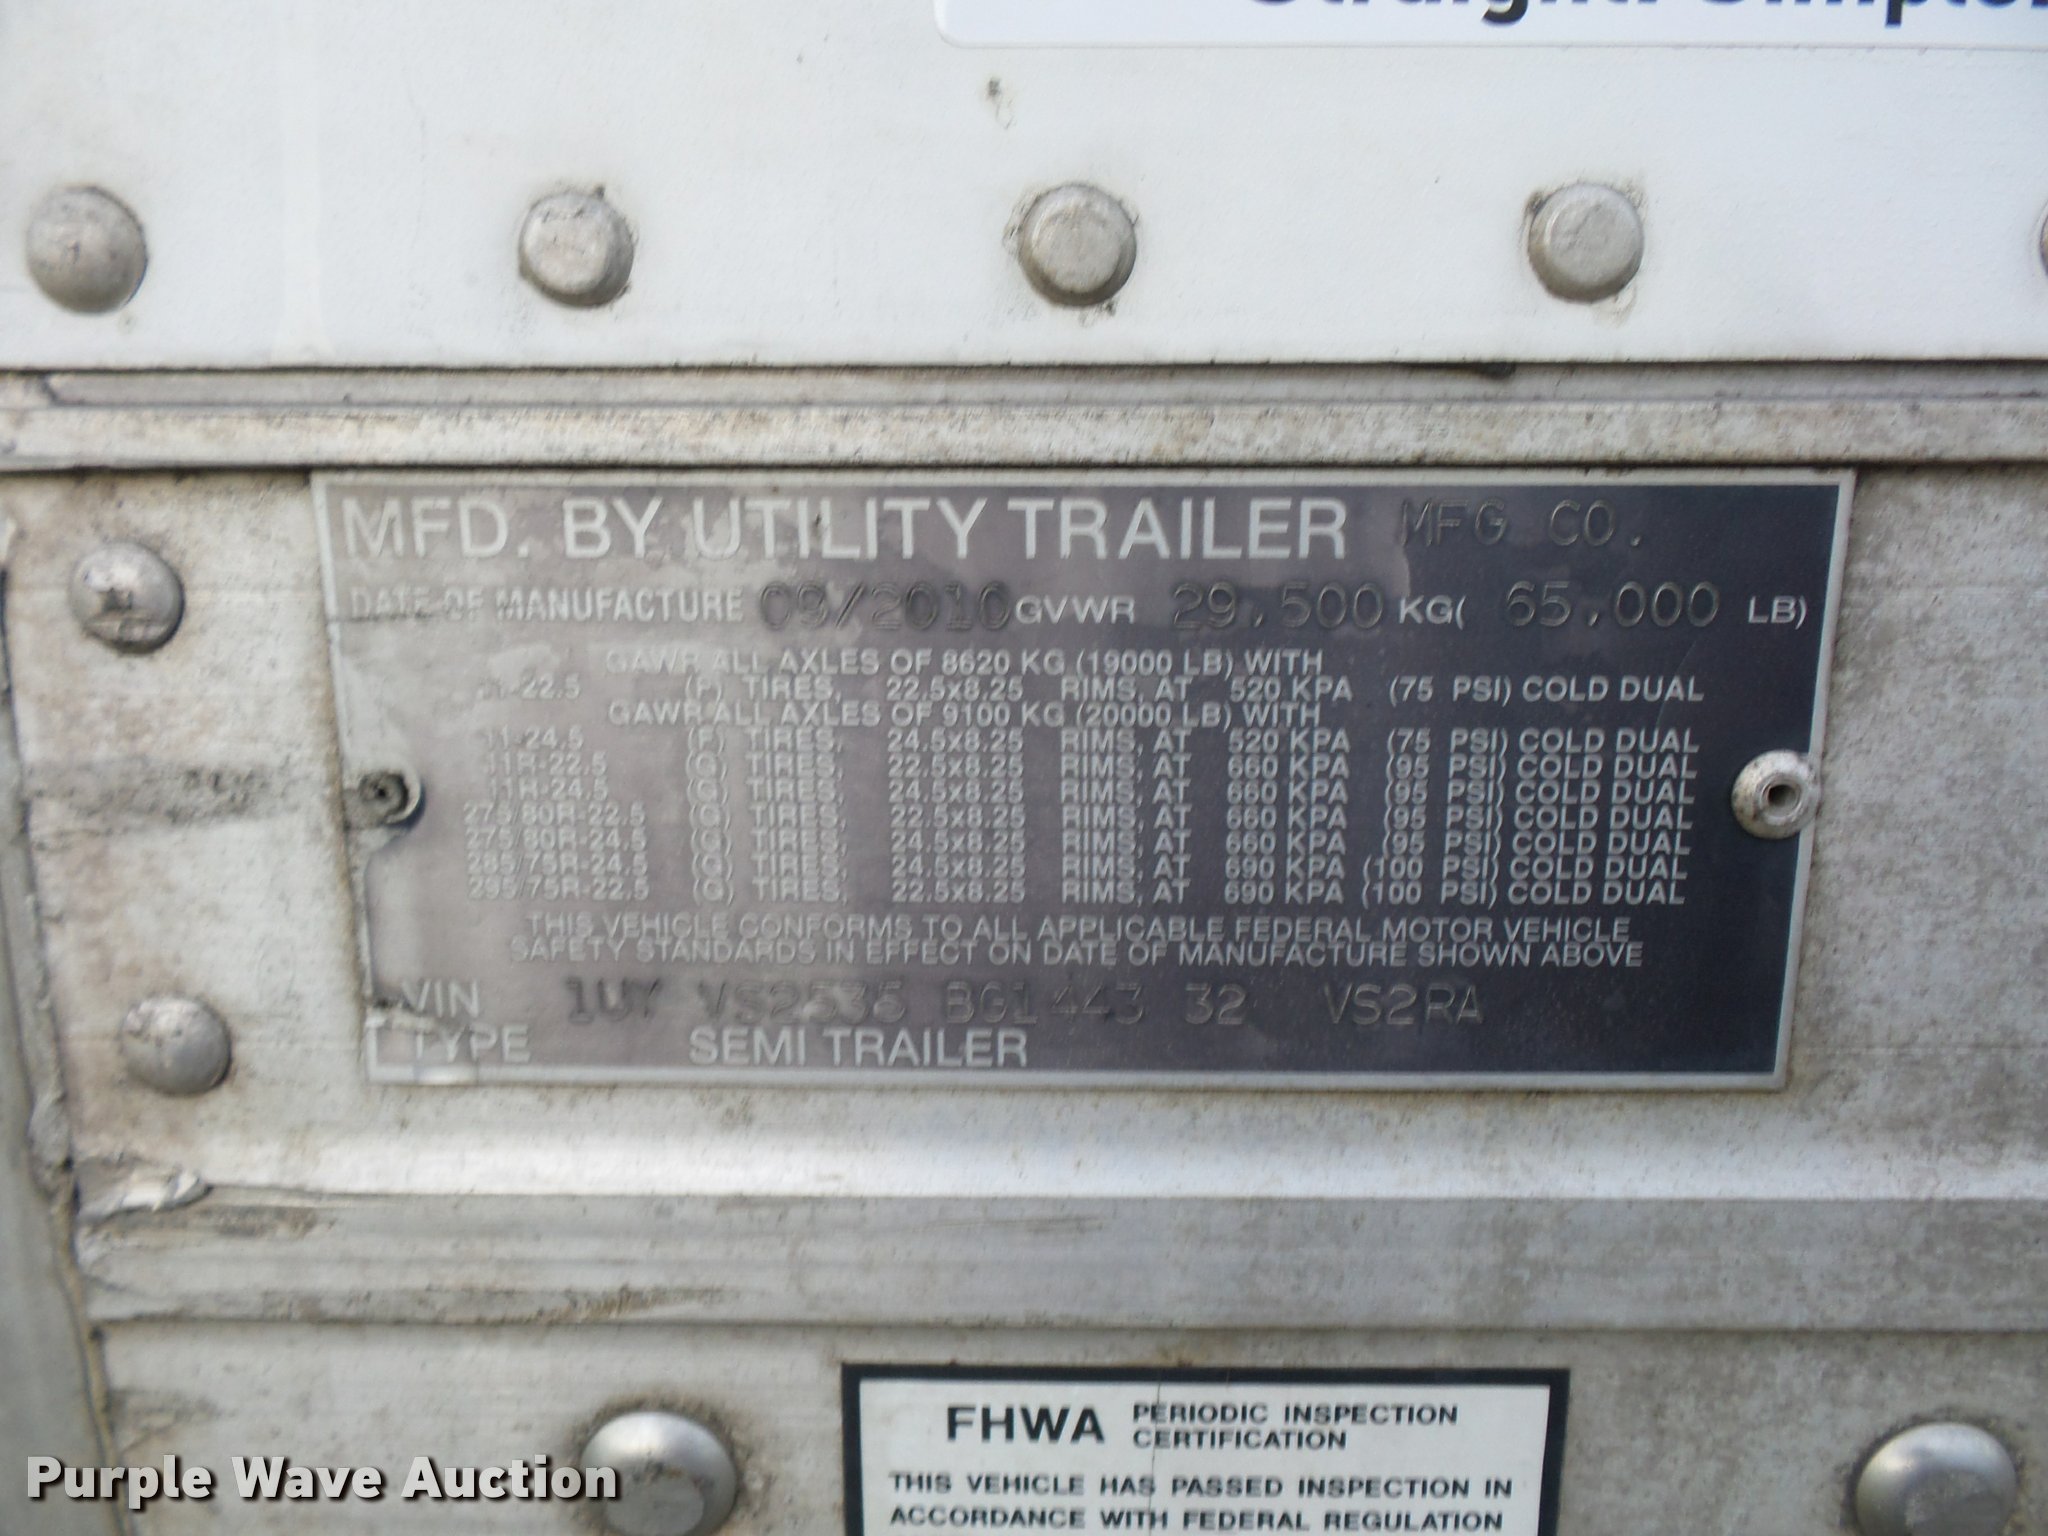 MFD. BY UTILITY TRAILER MFG CO.
DATE OF MANUFACTURE 09/2010 GVWR 29,500 KG( 65,000 LB)
GAWR ALL AXLES OF 8620 KG (19000 LB) WITH
11-22.5 (F) TIRES, 22.5x8.25 RIMS, AT 520 KPA (75 PSI) COLD DUAL
GAWR ALL AXLES OF 9100 KG (20000 LB) WITH
11-24.5 (F) TIRES, 24.5x8.25 RIMS, AT 520 KPA (75 PSI) COLD DUAL
11R-22.5 (G) TIRES, 22.5x8.25 RIMS, AT 660 KPA (95 PSI) COLD DUAL
11R-24.5 (G) TIRES, 24.5x8.25 RIMS, AT 660 KPA (95 PSI) COLD DUAL
275/80R-22.5 (G) TIRES, 22.5x8.25 RIMS, AT 660 KPA (95 PSI) COLD DUAL
275/80R-24.5 (G) TIRES, 24.5x8.25 RIMS, AT 660 KPA (95 PSI) COLD DUAL
285/75R-24.5 (G) TIRES, 24.5x8.25 RIMS, AT 690 KPA (100 PSI) COLD DUAL
295/75R-22.5 (G) TIRES, 22.5x8.25 RIMS, AT 690 KPA (100 PSI) COLD DUAL
THIS VEHICLE CONFORMS TO ALL APPLICABLE FEDERAL MOTOR VEHICLE
SAFETY STANDARDS IN EFFECT ON DATE OF MANUFACTURE SHOWN ABOVE
VIN 1UY VS2535 BG1443 32 VS2RA
TYPE SEMI TRAILER
FHWA PERIODIC INSPECTION
CERTIFICATION
THIS VEHICLE HAS PASSED INSPECTION IN
ACCORDANCE WITH FEDERAL REGULATION
Purple Wave Auction